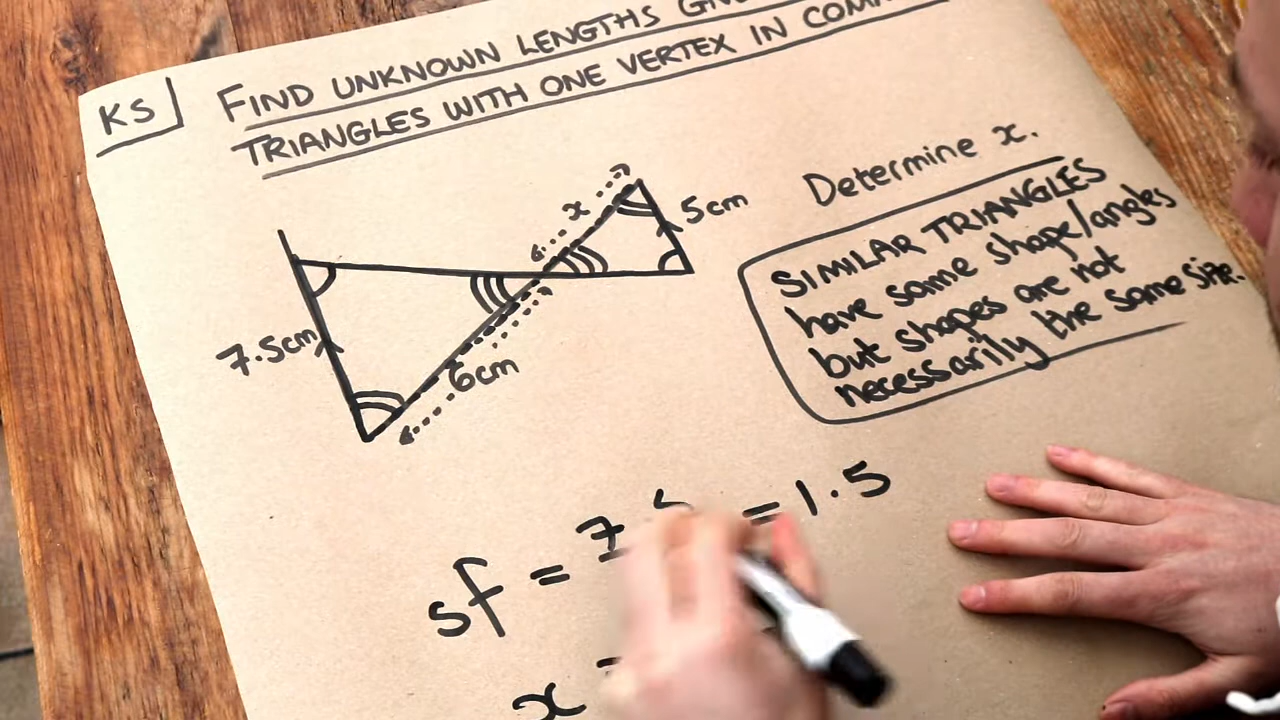 KS
FIND UNKNOWN LENGTHS
TRIANGLES WITH ONE VERTEX IN
Determine x.
x
5cm
7.5cm
6cm
SIMILAR TRIANGLES
have same shape/angles
but shapes are not
necessarily the same size.
sf = 7 = 1.5
x